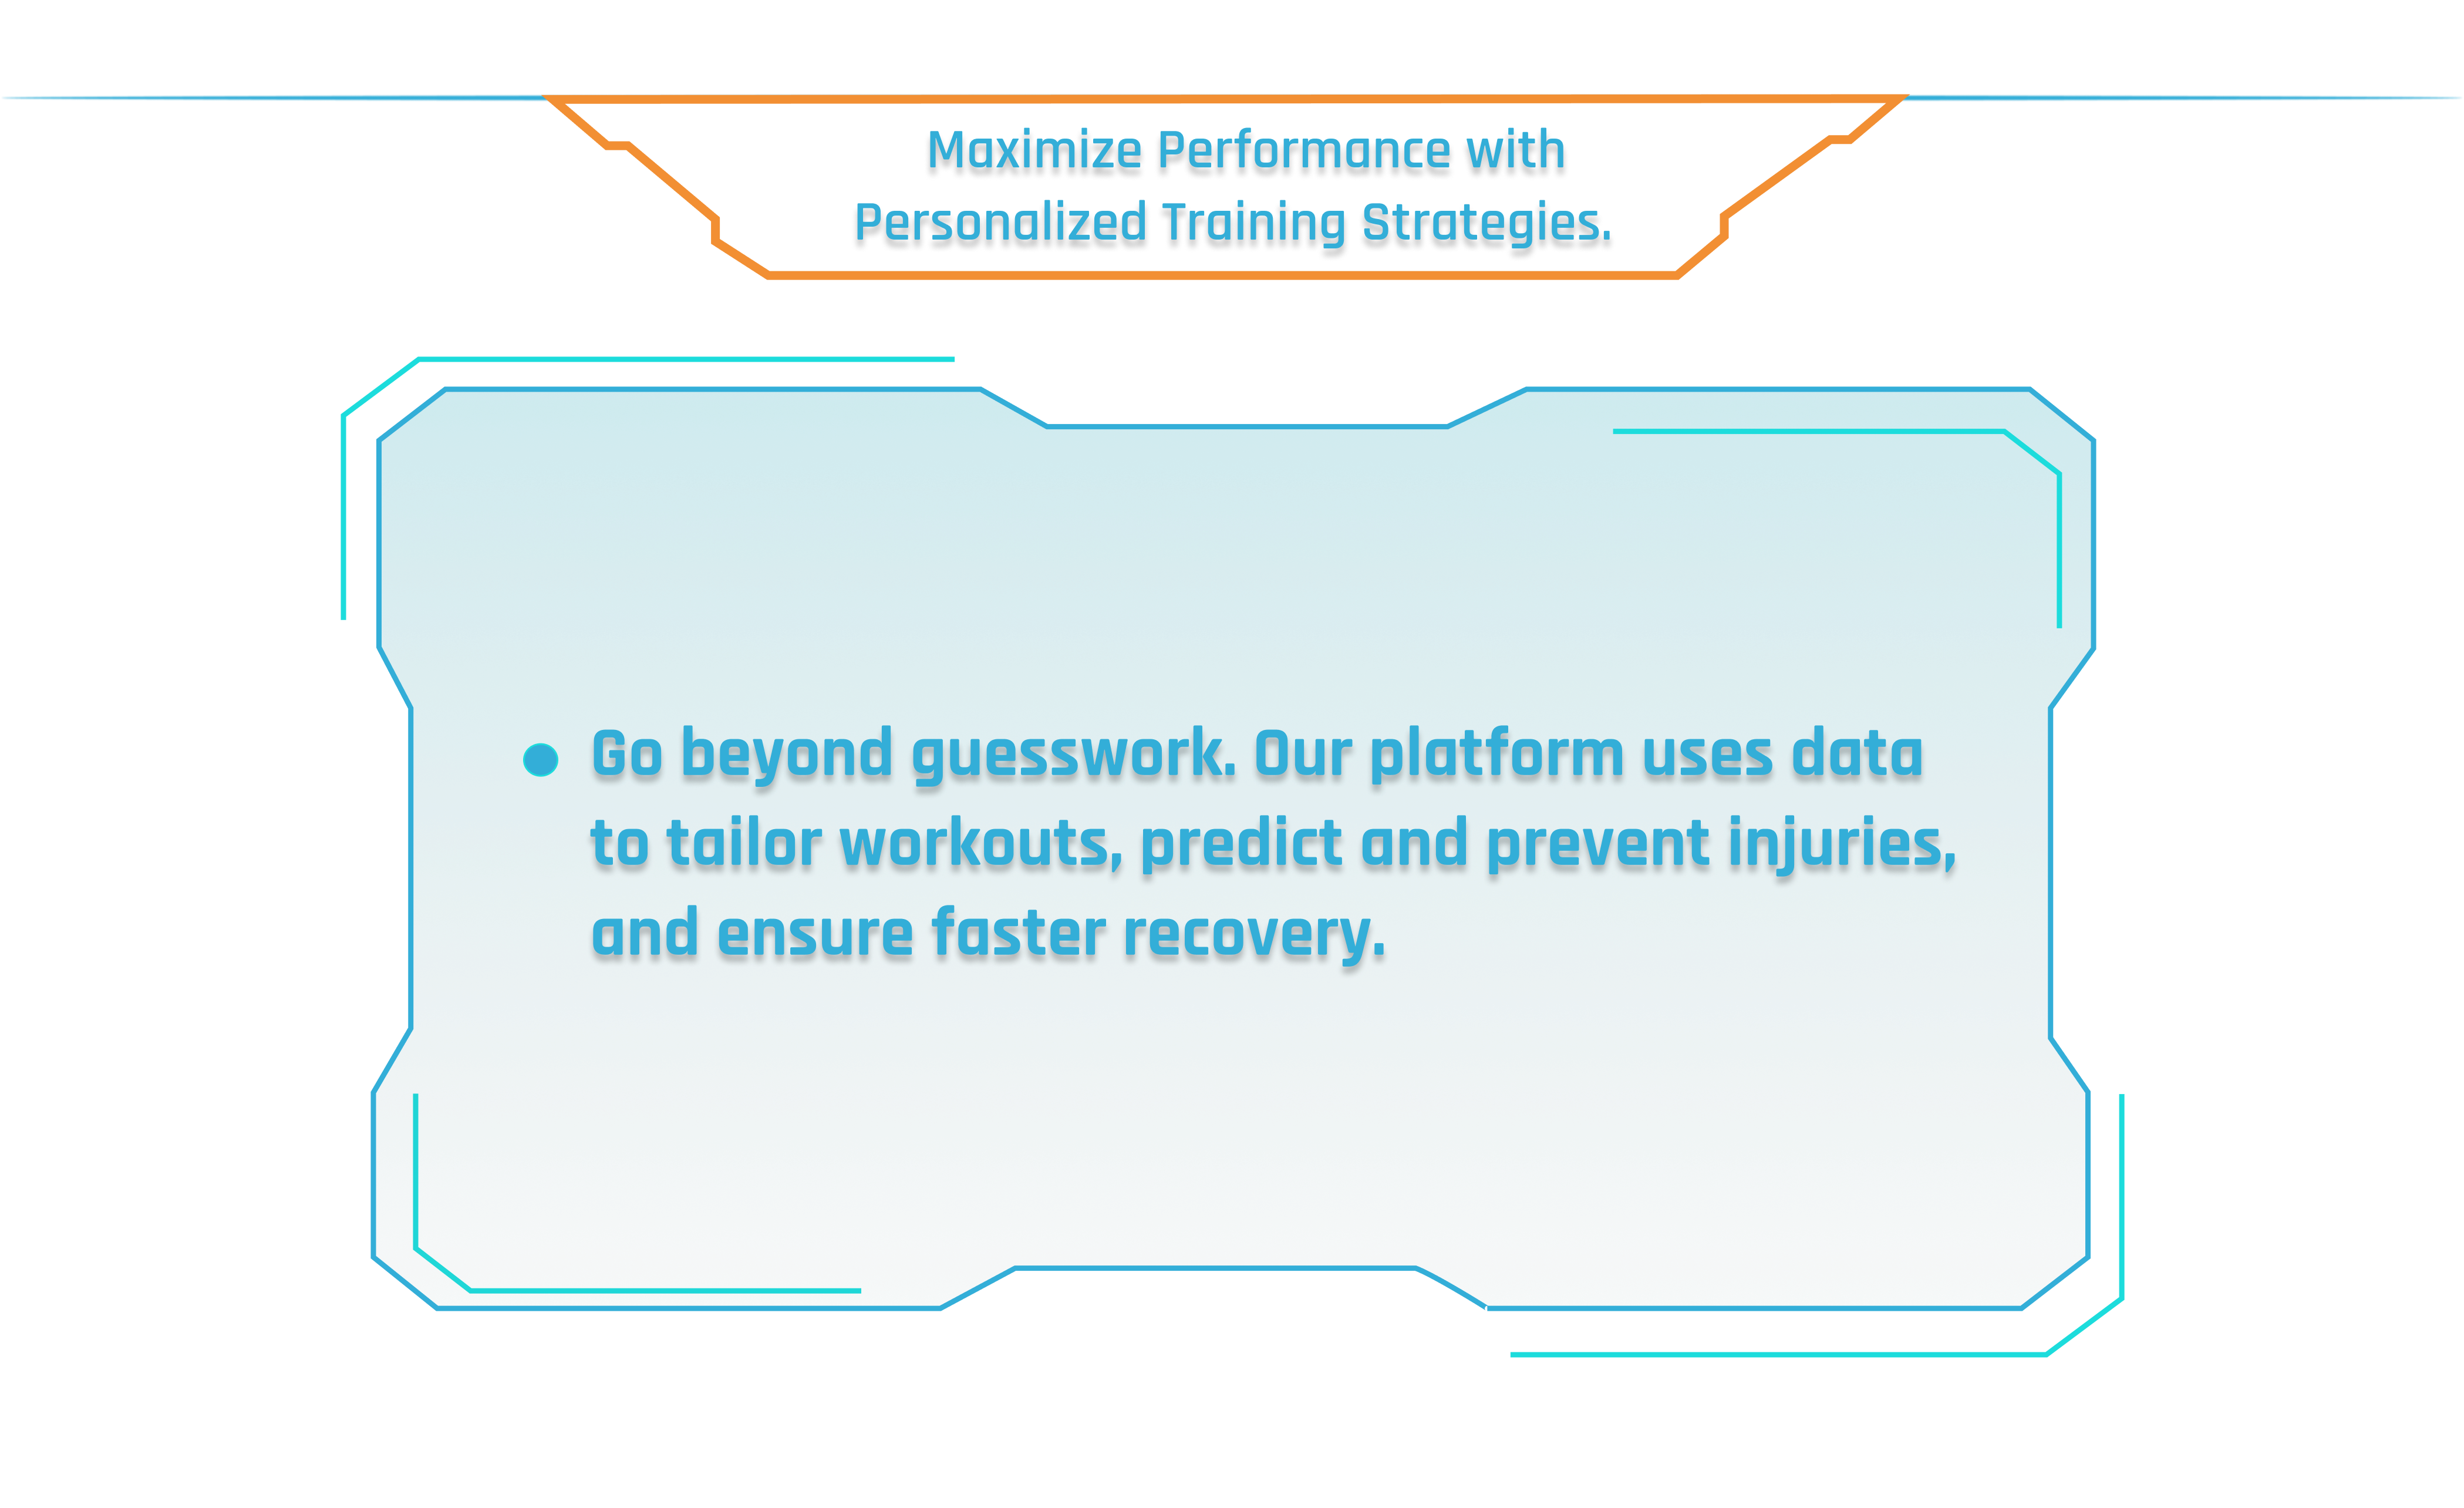 Maximize Performance with
Personalized Training Strategies.
Go beyond guesswork. Our platform uses data
to tailor workouts, predict and prevent injuries,
and ensure faster recovery.